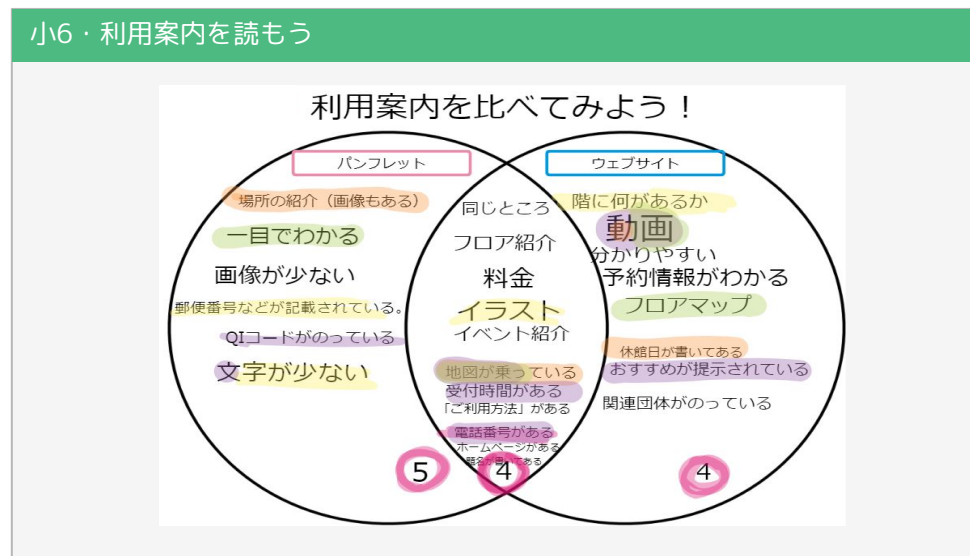 小6・利用案内を読もう
利用案内を比べてみよう！
パンフレット
場所の紹介（画像もある）
一目でわかる
画像が少ない
郵便番号などが記載されている。
QIコードがのっている
文字が少ない
5
同じところ
フロア紹介
料金
イラスト
イベント紹介
地図が乗っている
受付時間がある
「ご利用方法」がある
電話番号がある
ホームページがある
題名が書いてある
4
ウェブサイト
階に何があるか
動画
分かりやすい
予約情報がわかる
フロアマップ
休館日が書いてある
おすすめが提示されている
関連団体がのっている
4